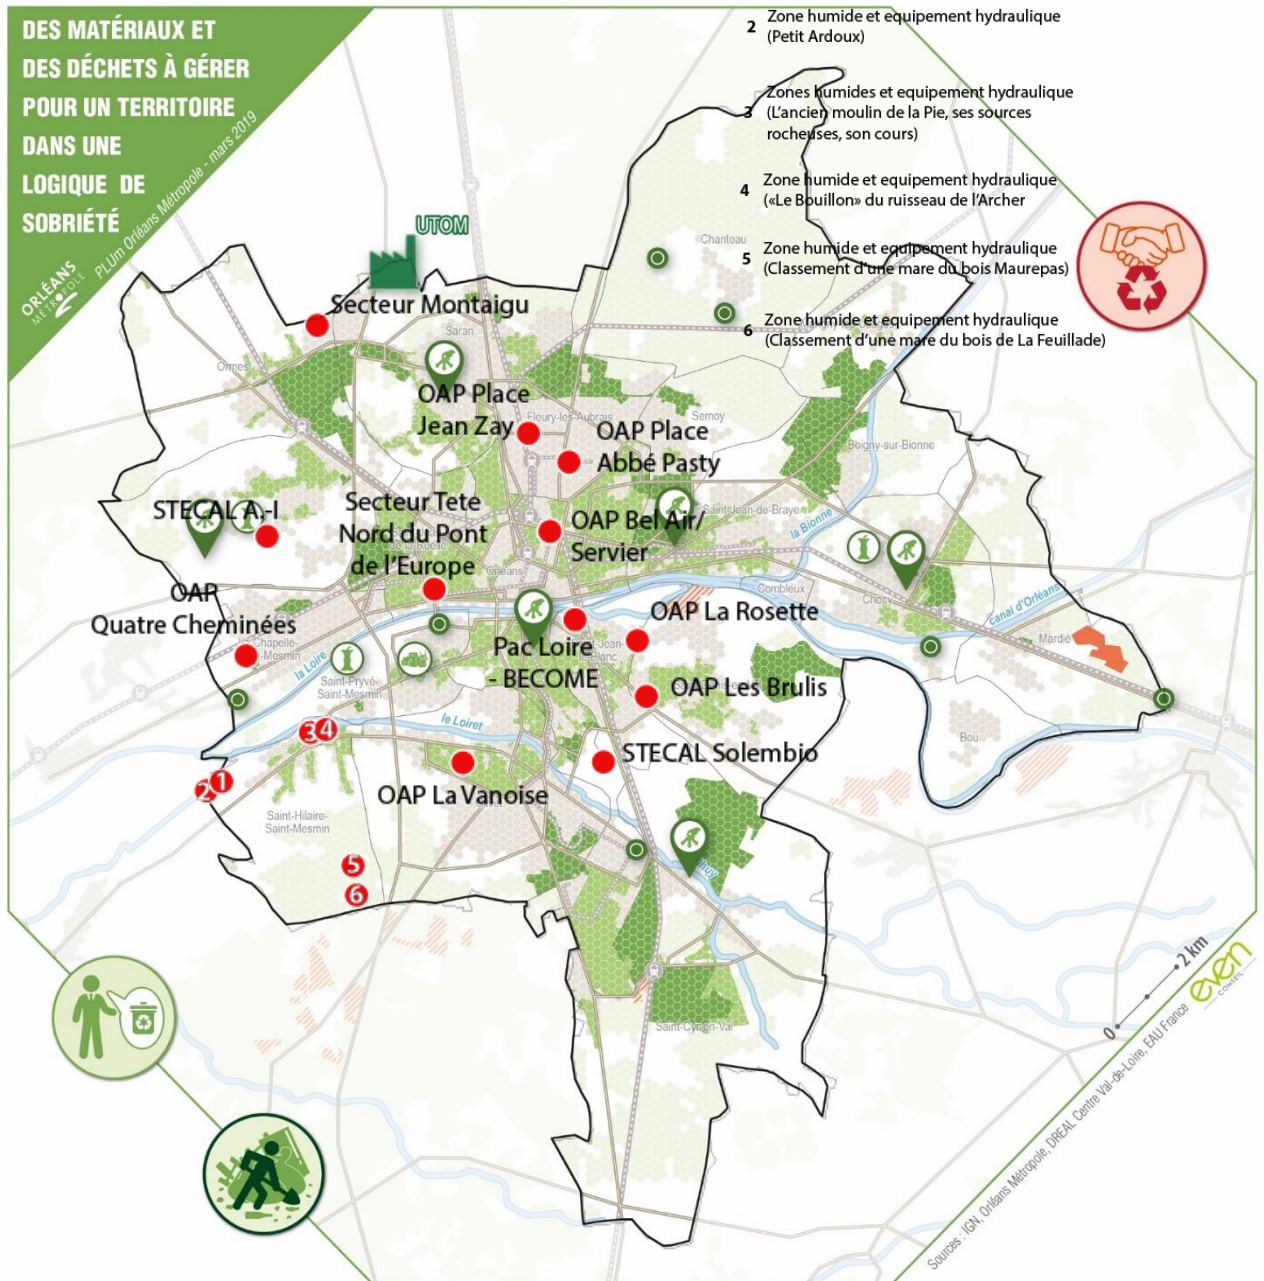 DES MATÉRIAUX ET
DES DÉCHETS À GÉRER
POUR UN TERRITOIRE
DANS UNE
LOGIQUE DE
SOBRIÉTÉ
PLUm Orléans Métropole - mars 2019
ORLÉANS
MÉTROPOLE
2 Zone humide et equipement hydraulique
(Petit Ardoux)
3 Zones humides et equipement hydraulique
(L'ancien moulin de la Pie, ses sources
rocheuses, son cours)
4 Zone humide et equipement hydraulique
(«Le Bouillon» du ruisseau de l'Archer
5 Zone humide et equipement hydraulique
(Classement d'une mare du bois Maurepas)
6 Zone humide et equipement hydraulique
(Classement d'une mare du bois de La Feuillade)
UTOM
Chanteau
Secteur Montaigu
Saran
Ormes
OAP Place
Jean Zay
Fleury-les-Aubrais
Semoy
OAP Place
Abbé Pasty
Boigny-sur-Bionne
STECAL A.-I
Secteur Tete
Nord du Pont
de l'Europe
OAP Bel Air/
Servier
Saint-Jean-de-Braye
la Bionne
Orléans
Combleux
Chécy
canal d'Orléans
Mardié
OAP
Quatre Cheminées
Chapelle
-Mesmin
la Loire
OAP La Rosette
Pac Loire
- BECOME
Saint-Pryvé-
Saint-Mesmin
OAP Les Brulis
le Loiret
3
4
Bou
STECAL Solembio
1
2
OAP La Vanoise
Saint-Hilaire-
Saint-Mesmin
5
6
Saint-Cyr-en-Val
0
2 km
even
CONSEIL
Sources : IGN, Orléans Métropole, DREAL Centre Val-de-Loire, EAU France